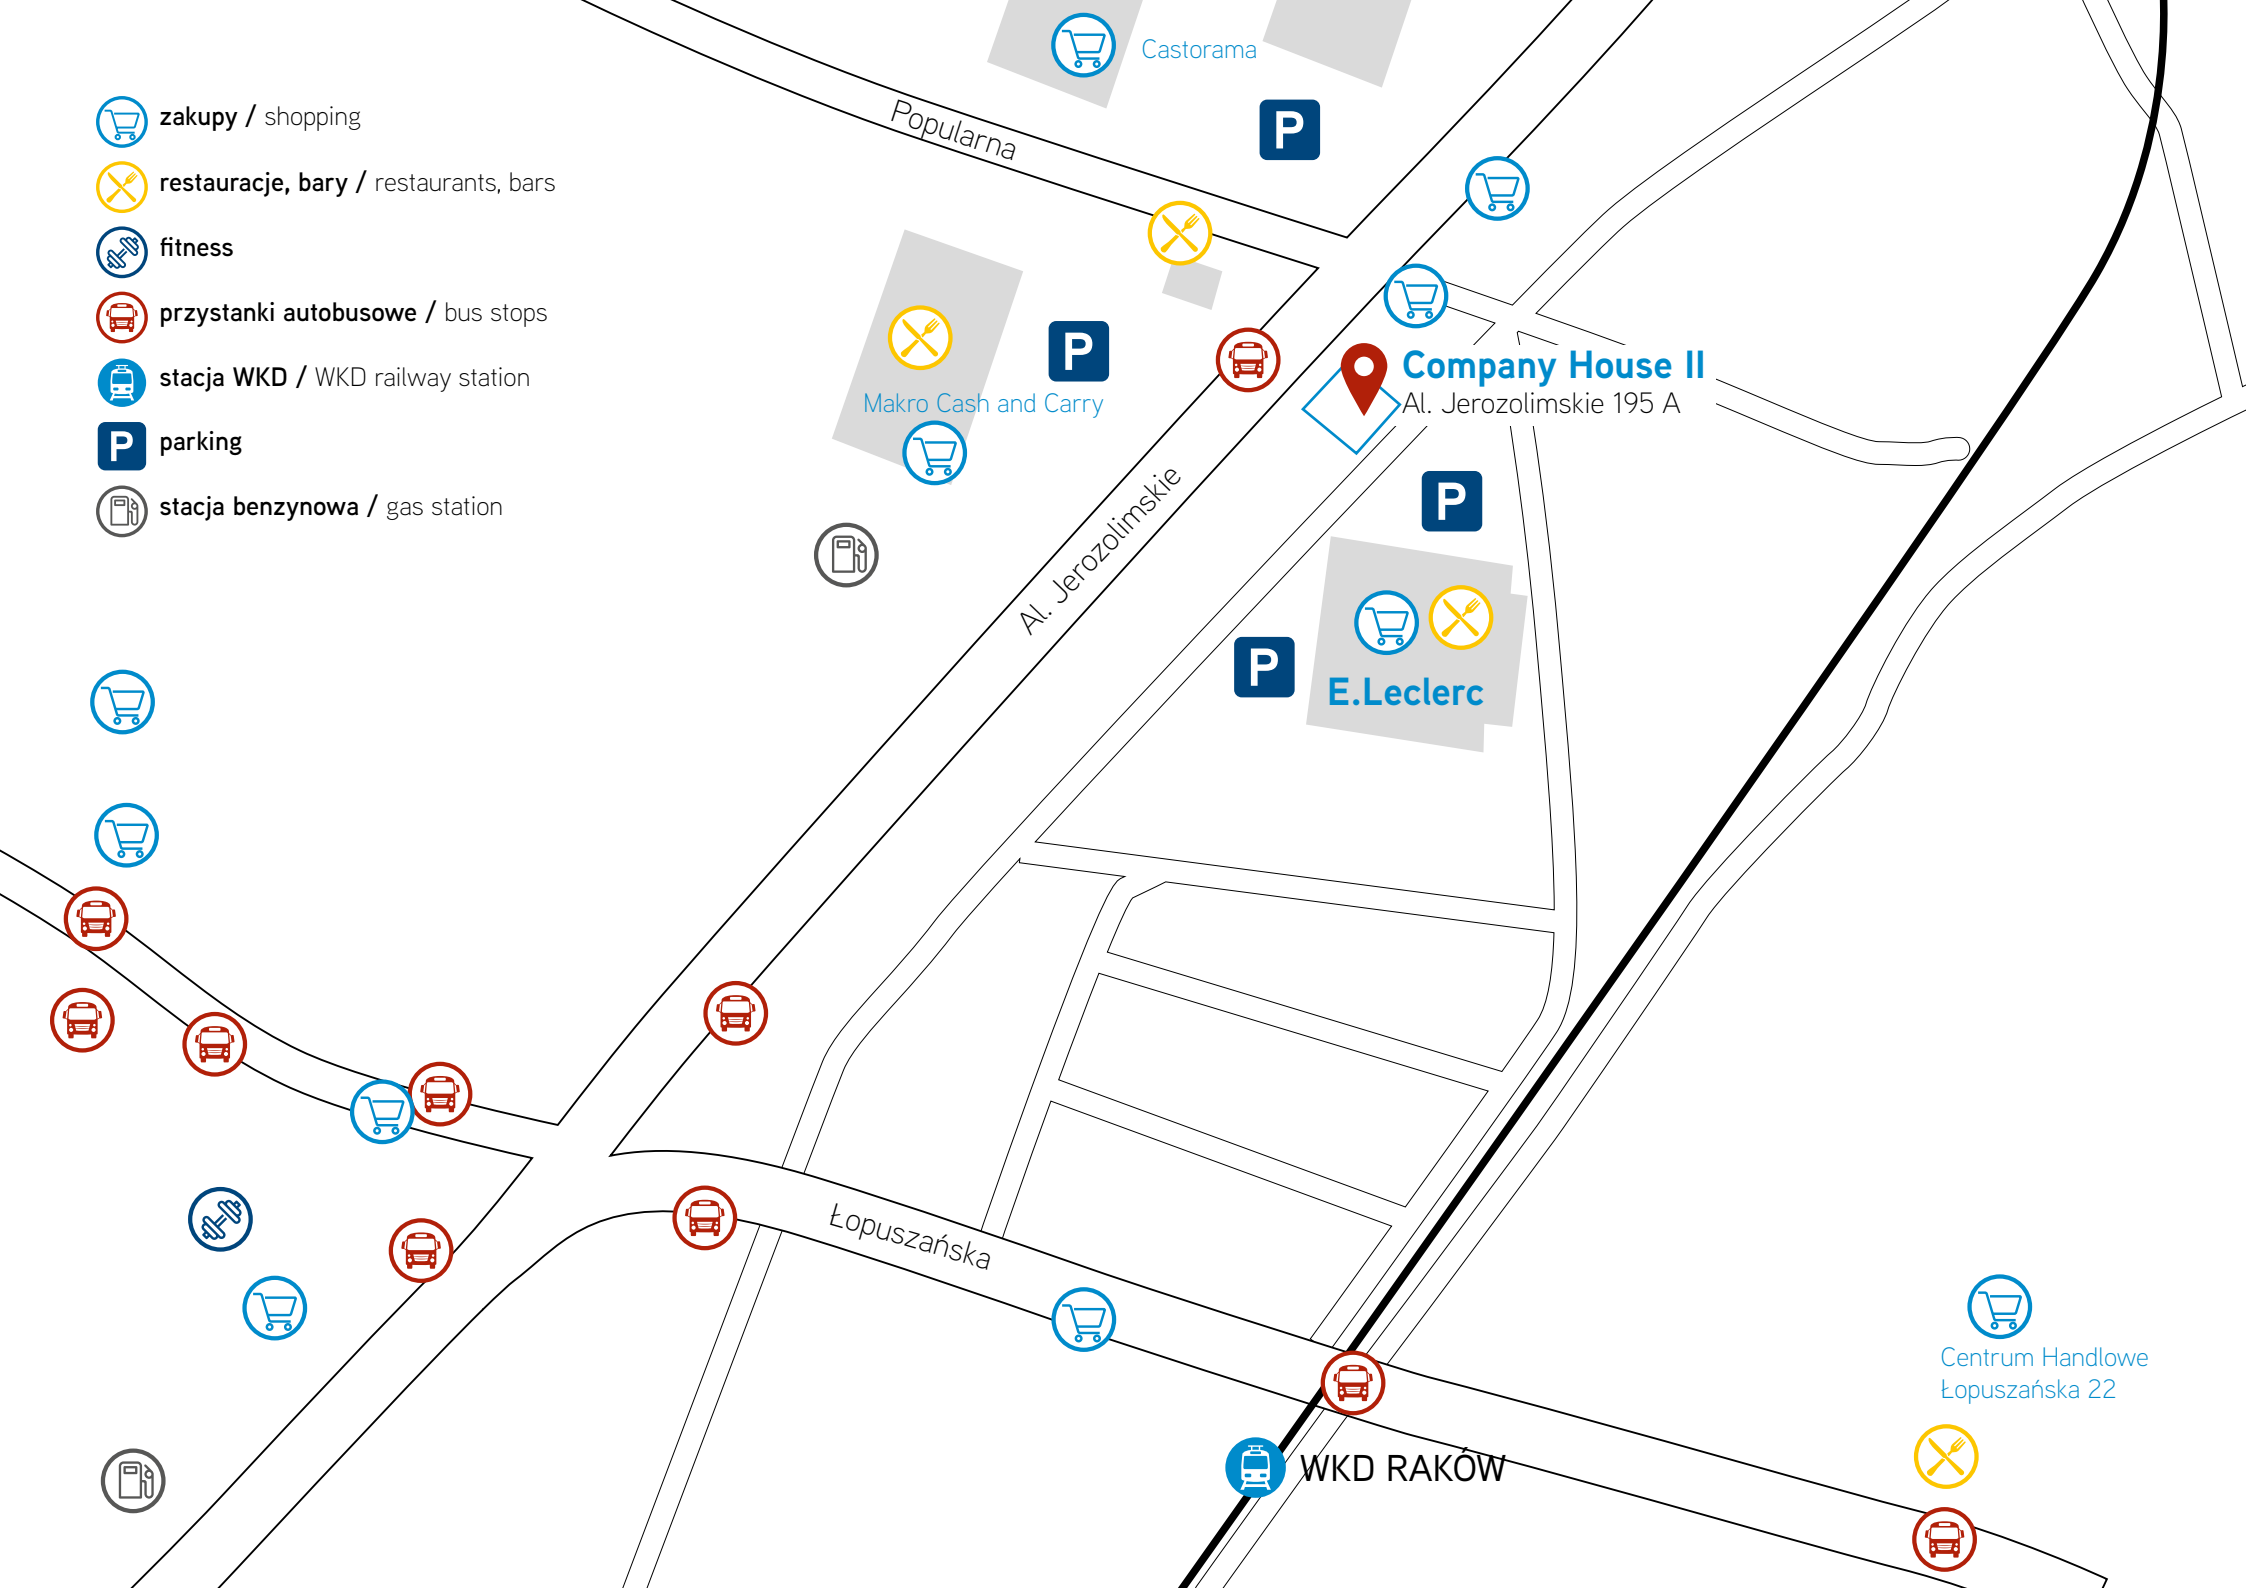 zakupy / shopping
restauracje, bary / restaurants, bars
fitness
przystanki autobusowe / bus stops
stacja WKD / WKD railway station
P parking
stacja benzynowa / gas station
Castorama
Popularna
P
P
Makro Cash and Carry
Company House II
Al. Jerozolimskie 195 A
Al. Jerozolimskie
P
P
E.Leclerc
Łopuszańska
Centrum Handlowe
Łopuszańska 22
WKD RAKÓW